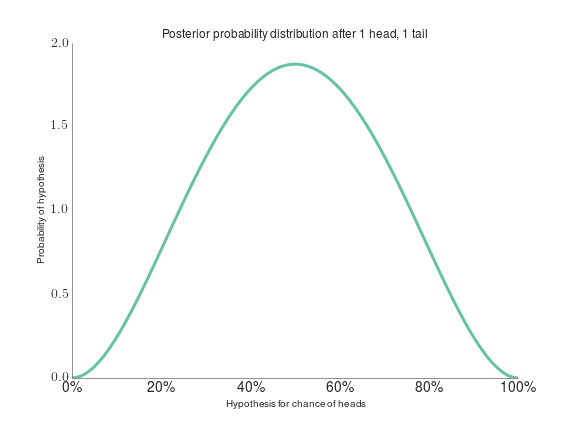 Posterior probability distribution after 1 head, 1 tail
2.0
1.5
1.0
0.5
0.0
Probability of hypothesis
0% 20% 40% 60% 80% 100%
Hypothesis for chance of heads